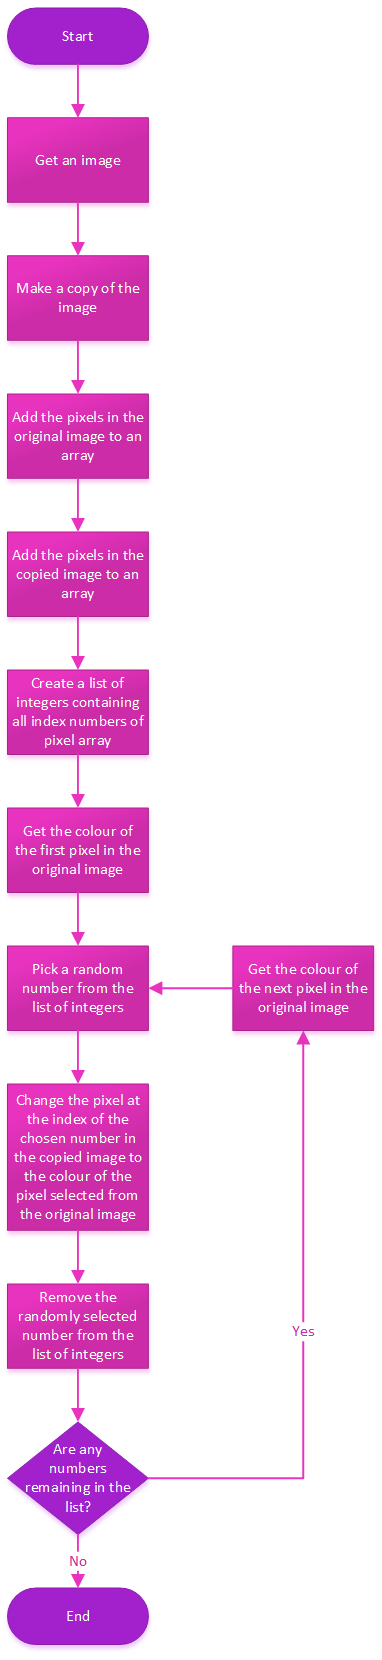 Start
Get an image
Make a copy of the
image
Add the pixels in the
original image to an
array
Add the pixels in the
copied image to an
array
Create a list of
integers containing
all index numbers of
pixel array
Get the colour of
the first pixel in the
original image
Pick a random
number from the
list of integers
Get the colour of
the next pixel in the
original image
Change the pixel at
the index of the
chosen number in
the copied image to
the colour of the
pixel selected from
the original image
Remove the
randomly selected
number from the
list of integers
Yes
Are any
numbers
remaining in the
list?
No
End